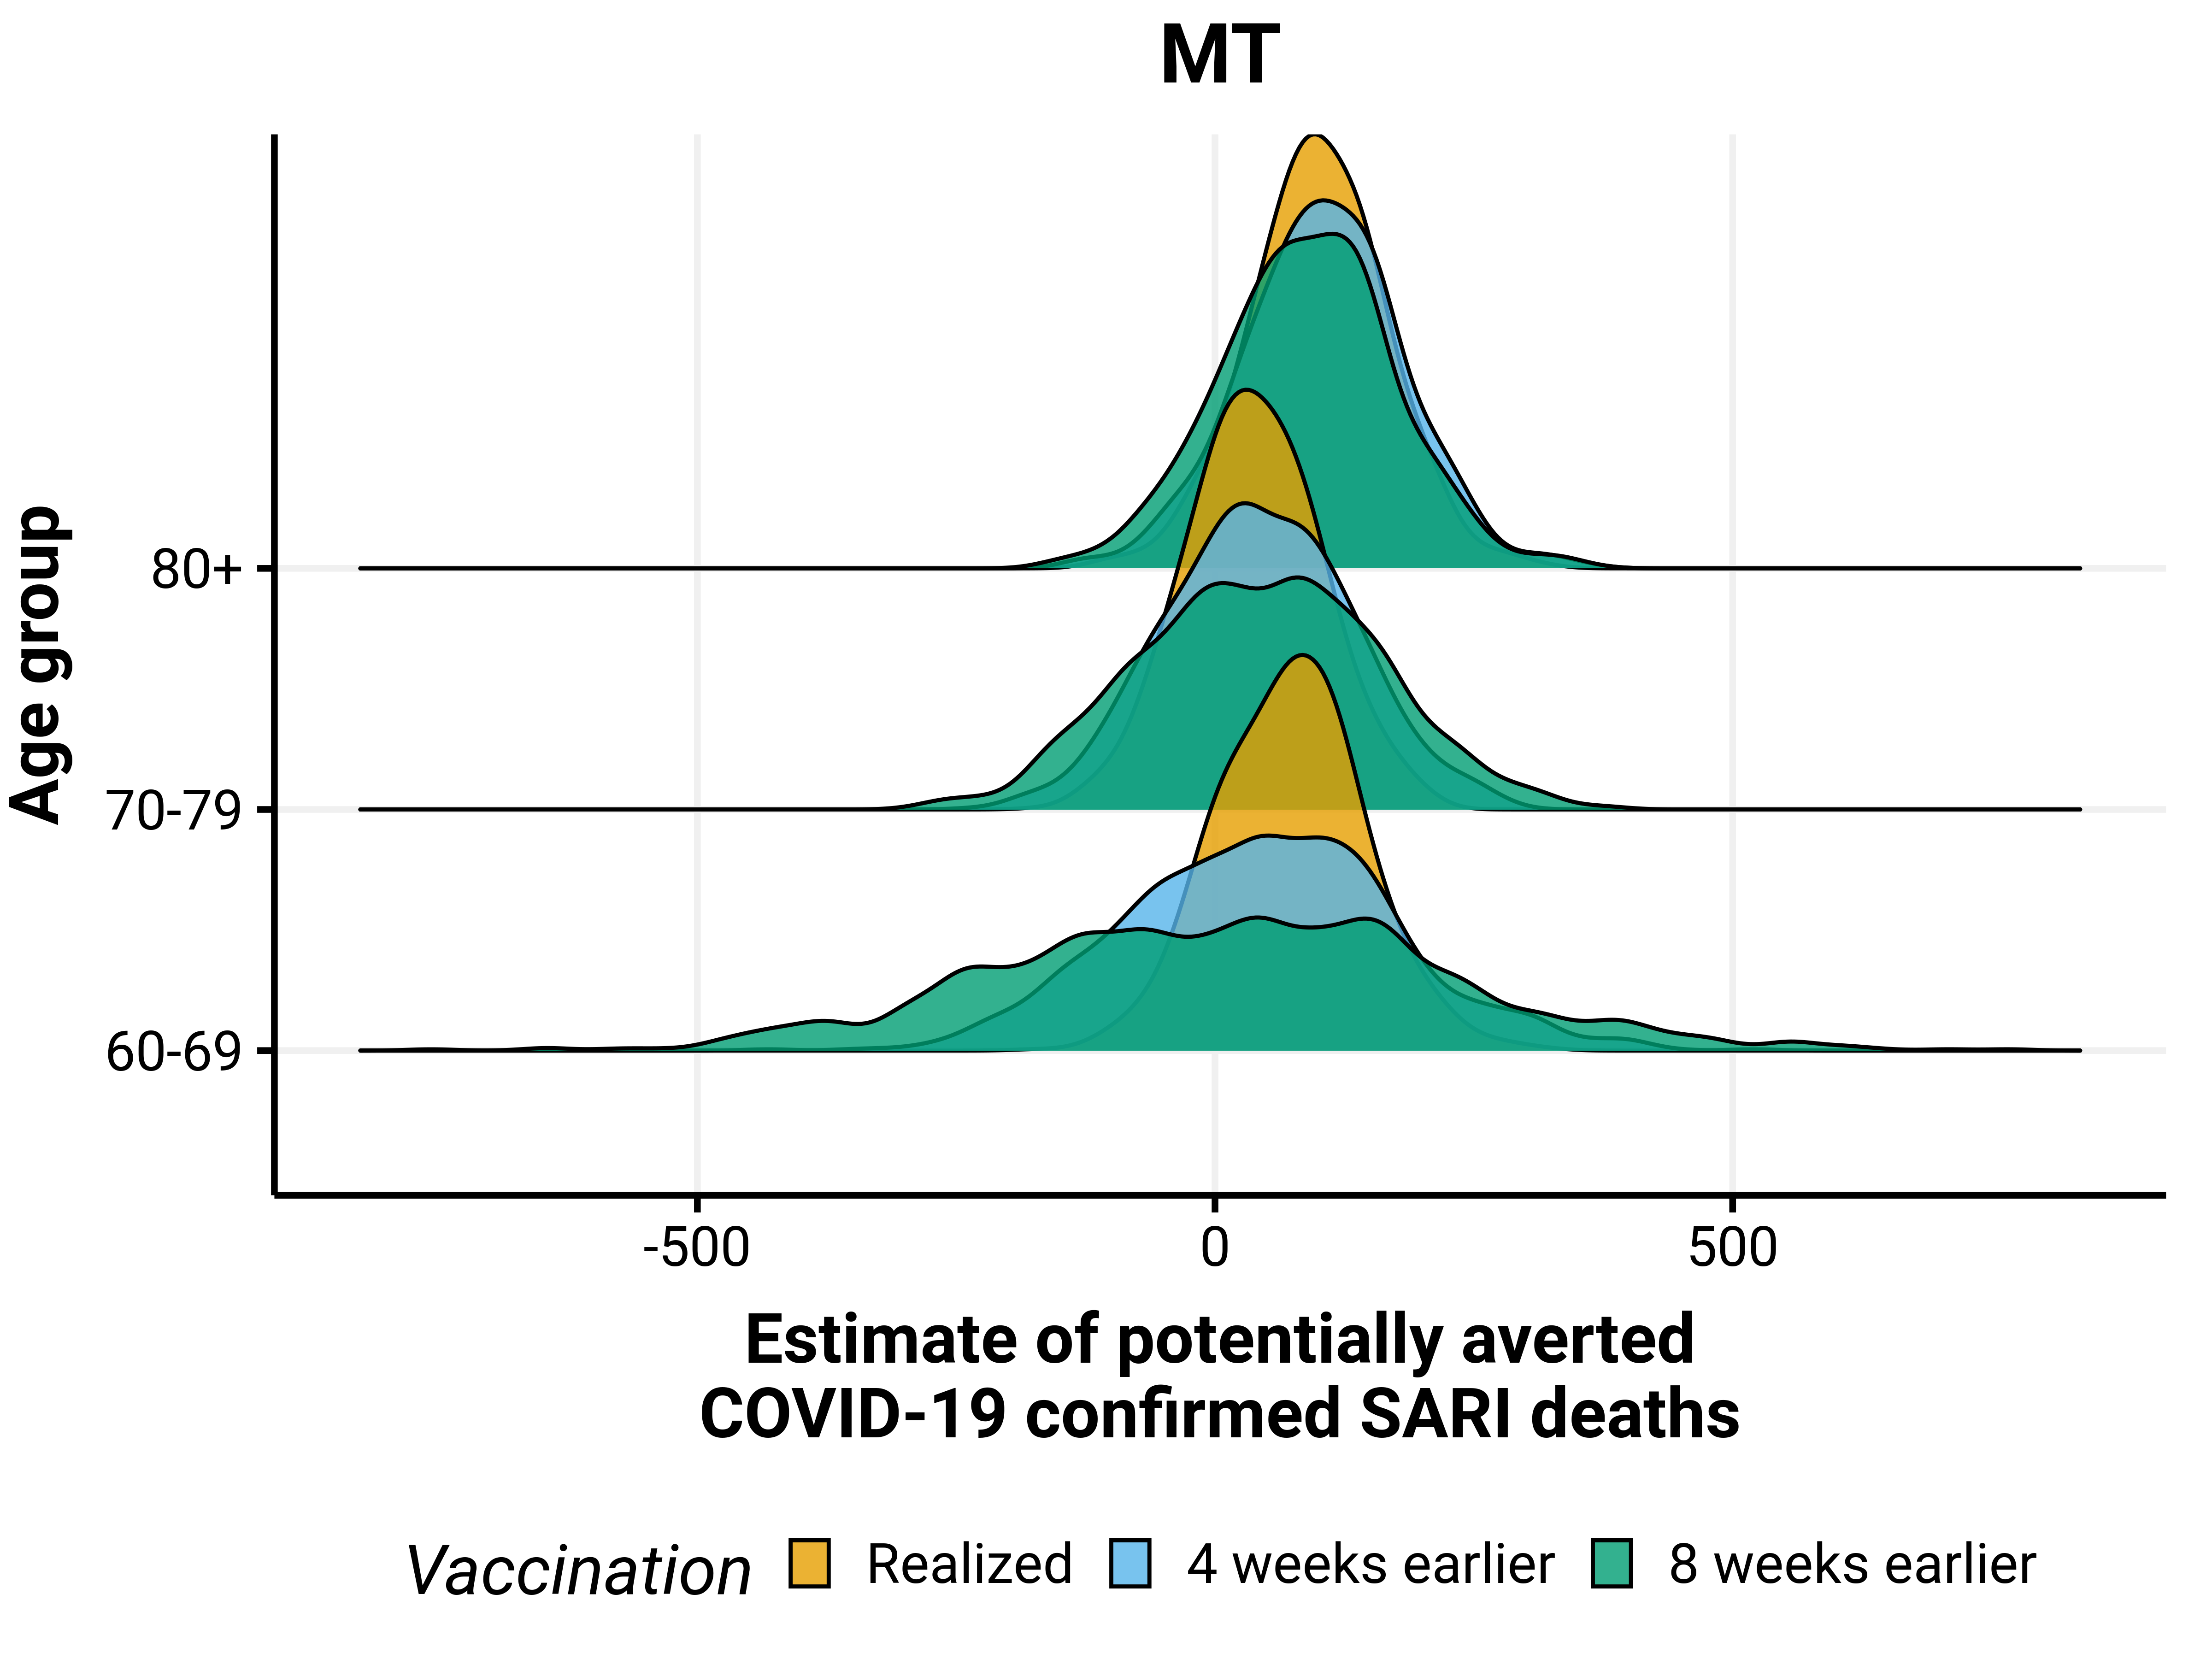 MT
Age group
80+
70-79
60-69
-500 0 500
Estimate of potentially averted
COVID-19 confirmed SARI deaths
Vaccination Realized 4 weeks earlier 8 weeks earlier